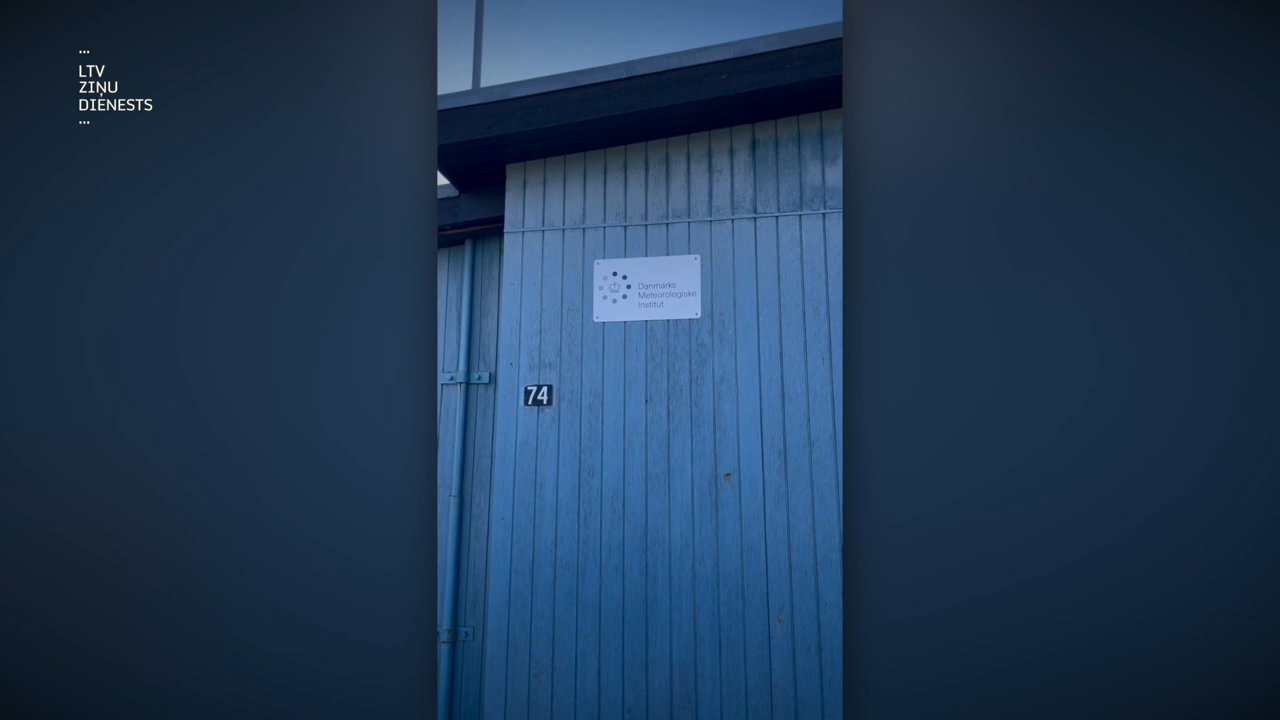 LTV
ZIŅU
DIENESTS
Danmarks
Meteorologiske
Institut
74